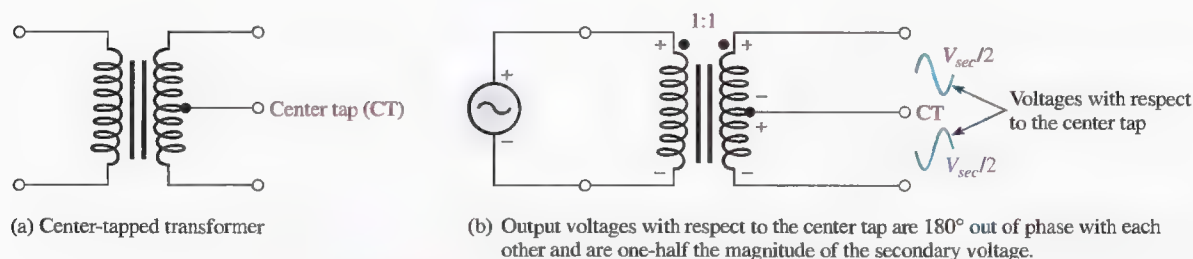 Center tap (CT)
(a) Center-tapped transformer
1:1
+
+
+
−
CT
+
−
−
−
V_sec/2
V_sec/2
Voltages with respect
to the center tap
(b) Output voltages with respect to the center tap are 180° out of phase with each
other and are one-half the magnitude of the secondary voltage.